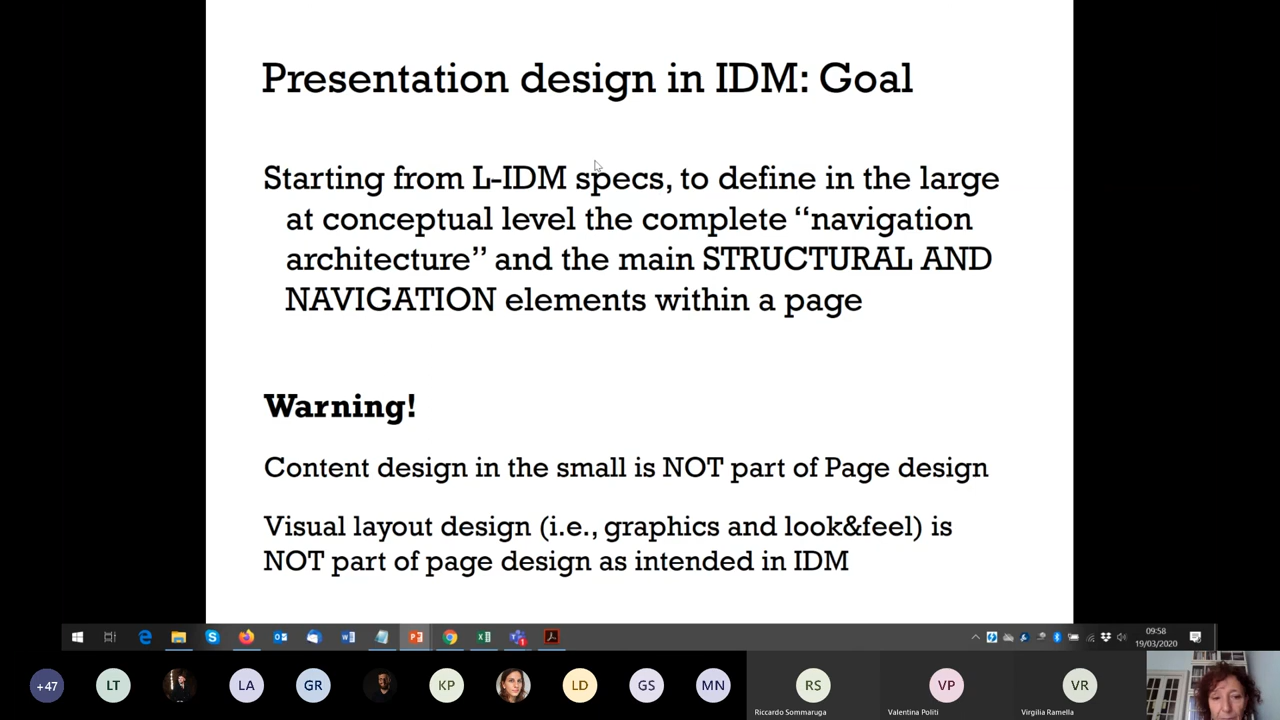 Presentation design in IDM: Goal
Starting from L-IDM specs, to define in the large
at conceptual level the complete “navigation
architecture” and the main STRUCTURAL AND
NAVIGATION elements within a page
Warning!
Content design in the small is NOT part of Page design
Visual layout design (i.e., graphics and look&feel) is
NOT part of page design as intended in IDM
09:58
19/03/2020
+47
LT
LA
GR
KP
LD
GS
MN
RS
VP
VR
Riccardo Sommaruga
Valentina Politi
Virgilia Ramella